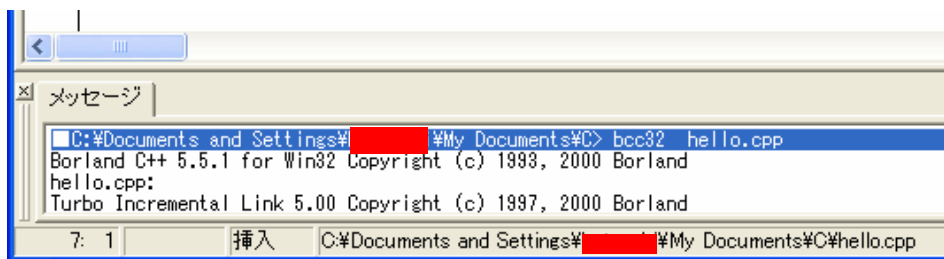 メッセージ
■C:¥Documents and Settings¥ ¥My Documents¥C> bcc32  hello.cpp
Borland C++ 5.5.1 for Win32 Copyright (c) 1993, 2000 Borland
hello.cpp:
Turbo Incremental Link 5.00 Copyright (c) 1997, 2000 Borland
7: 1 挿入 C:¥Documents and Settings¥ ¥My Documents¥C¥hello.cpp